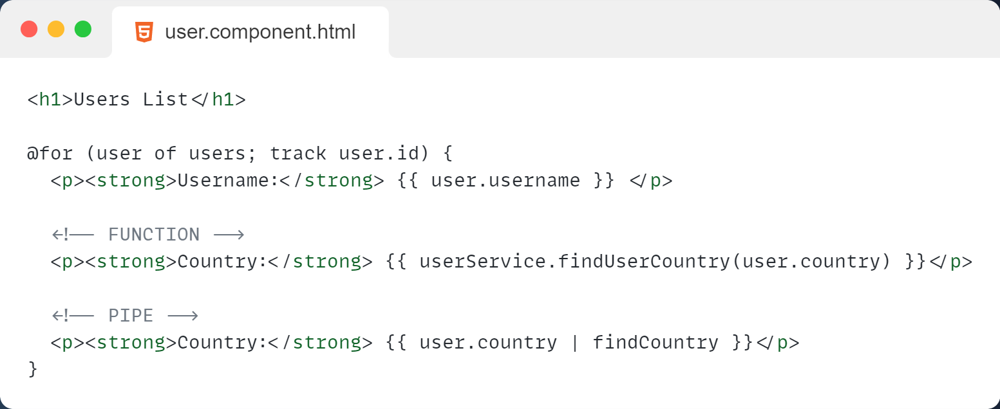 user.component.html
<h1>Users List</h1>
@for (user of users; track user.id) {
<p><strong>Username:</strong> {{ user.username }} </p>
<!-- FUNCTION -->
<p><strong>Country:</strong> {{ userService.findUserCountry(user.country) }}</p>
<!-- PIPE -->
<p><strong>Country:</strong> {{ user.country | findCountry }}</p>
}